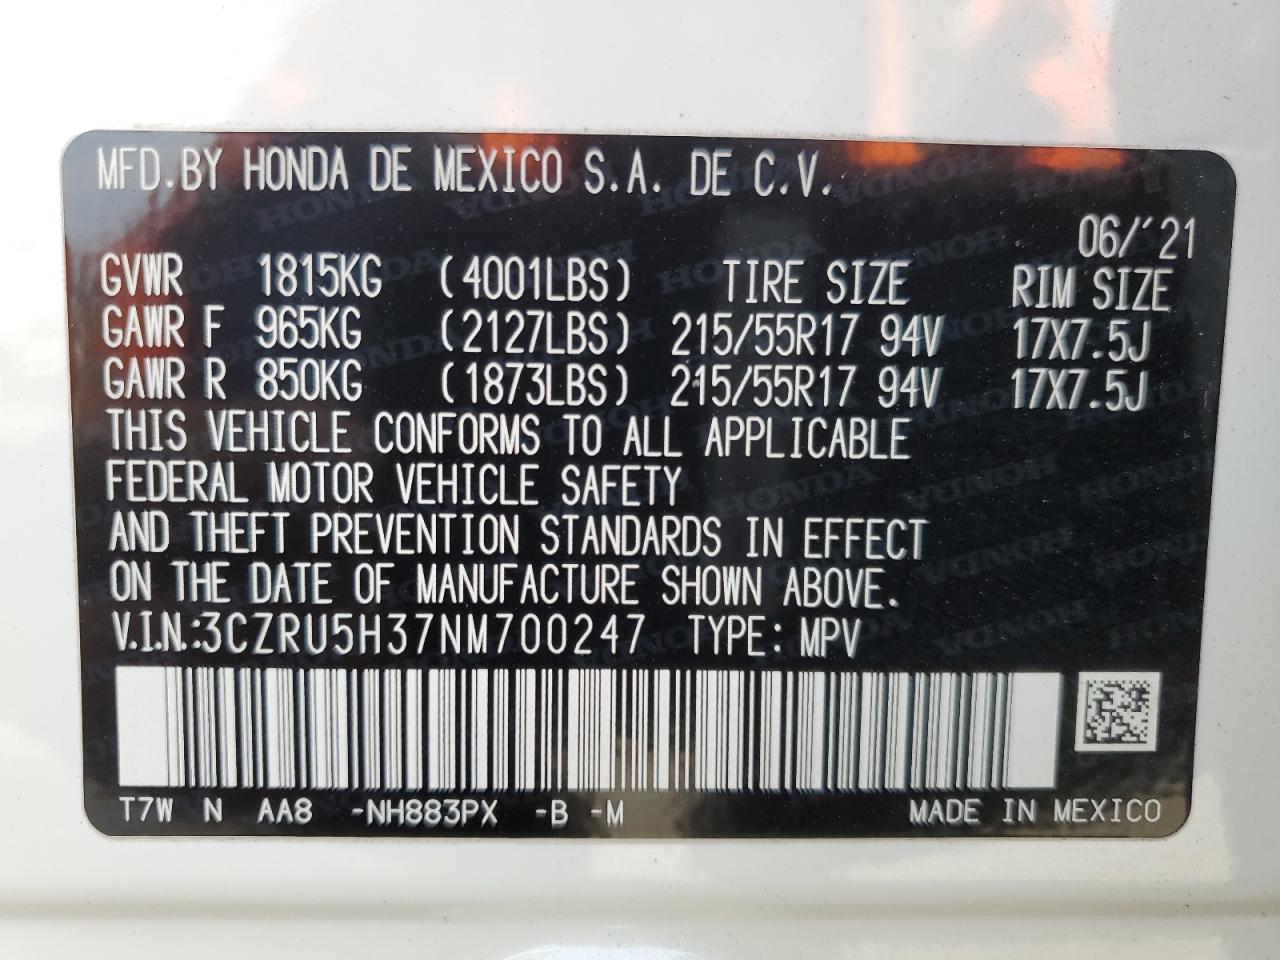 MFD.BY HONDA DE MEXICO S.A. DE C.V.
06/'21
GVWR 1815KG (4001LBS) TIRE SIZE RIM SIZE
GAWR F 965KG (2127LBS) 215/55R17 94V 17X7.5J
GAWR R 850KG (1873LBS) 215/55R17 94V 17X7.5J
THIS VEHICLE CONFORMS TO ALL APPLICABLE
FEDERAL MOTOR VEHICLE SAFETY
AND THEFT PREVENTION STANDARDS IN EFFECT
ON THE DATE OF MANUFACTURE SHOWN ABOVE.
V.I.N.:3CZRU5H37NM700247 TYPE: MPV
T7W N AA8 -NH883PX -B -M MADE IN MEXICO